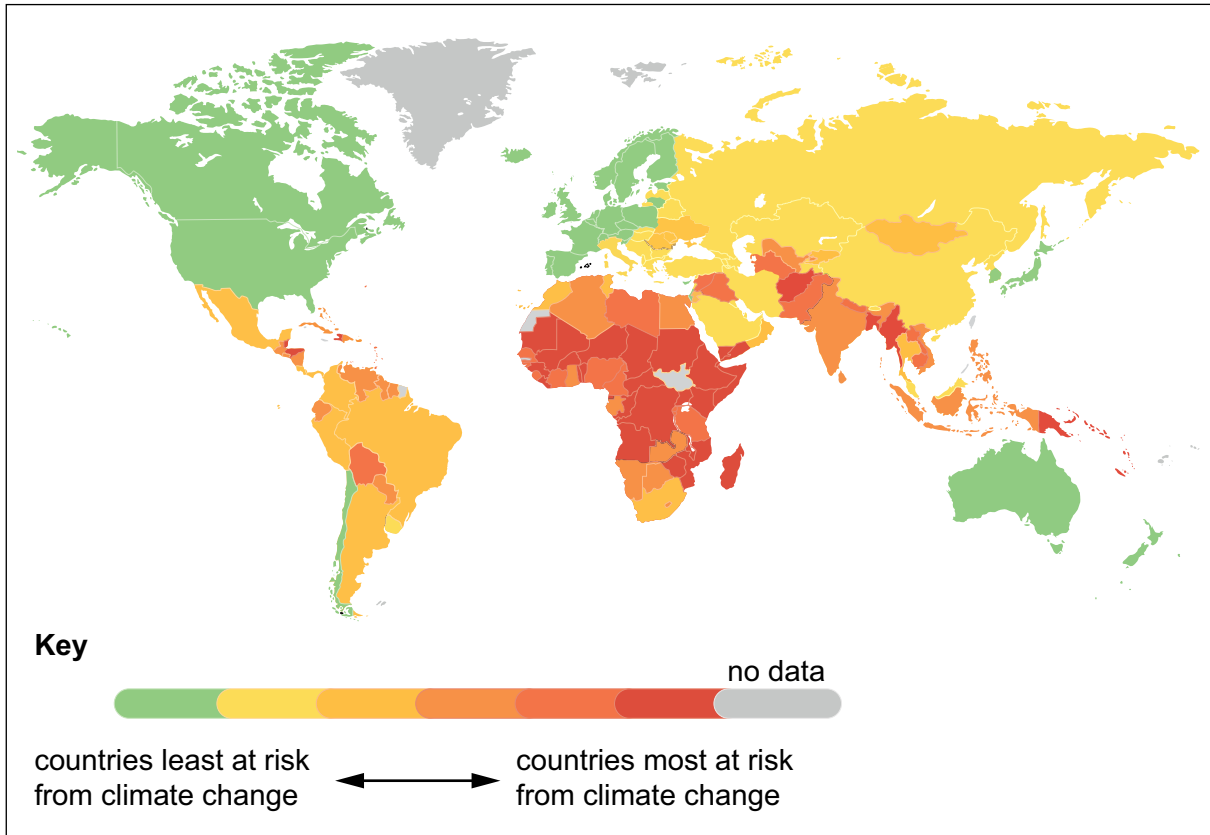 Key
no data
countries least at risk
from climate change
countries most at risk
from climate change